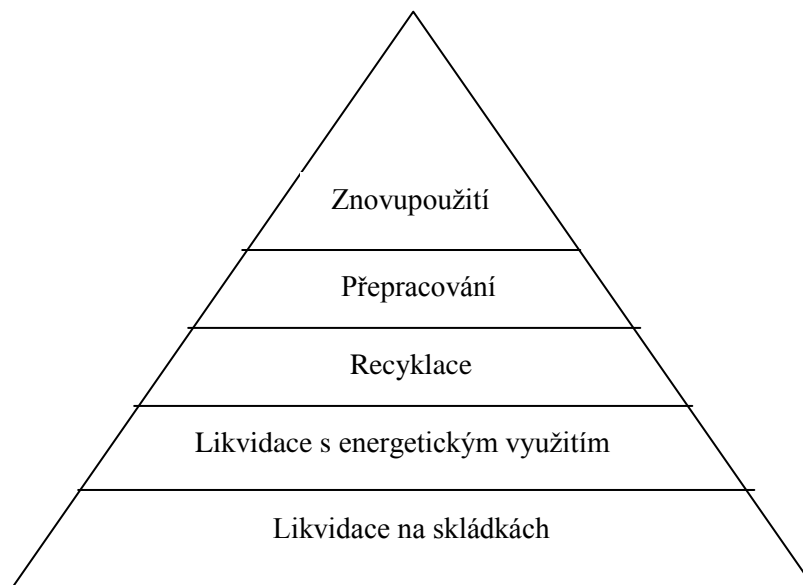 Znovupoužití
Přepracování
Recyklace
Likvidace s energetickým využitím
Likvidace na skládkách